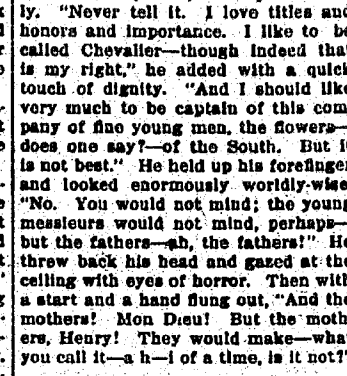 ly. "Never tell it. I love titles and
honors and importance. I like to be
called Chevalier—though indeed tha
is my right," he added with a quick
touch of dignity. "And I should like
very much to be captain of this com
pany of fine young men, the flowers—
does one say?—of the South. But i
is not best." He held up his forefinger
and looked enormously worldly-wise
"No. You would not mind; the young
messieurs would not mind, perhaps—
but the fathers—ah, the fathers!" He
threw back his head and gazed at the
ceiling with eyes of horror. Then with
a start and a hand flung out, "And the
mothers! Mon Dieu! But the moth
ers, Henry! They would make—wha
you call it—a h—l of a time, is it not?"